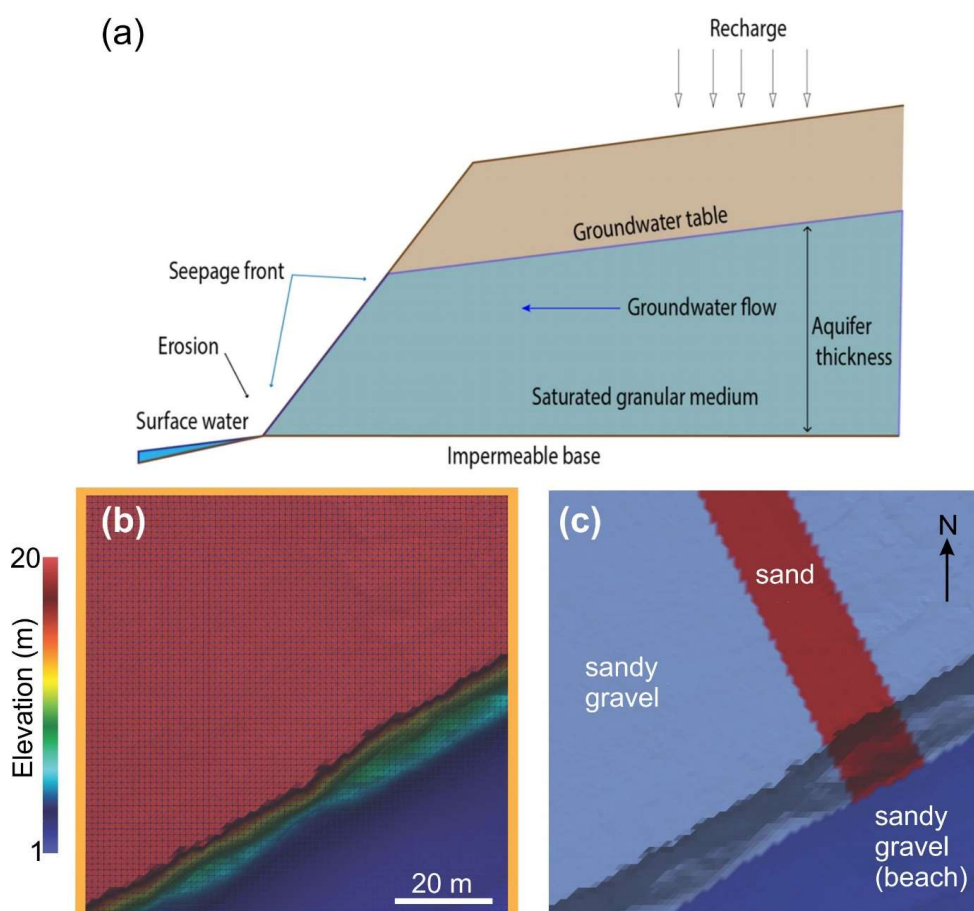 (a)
Recharge
Groundwater table
Seepage front
Groundwater flow
Aquifer
thickness
Erosion
Saturated granular medium
Surface water
Impermeable base
(b)
20
Elevation (m)
1
20 m
(c)
N
sand
sandy
gravel
sandy
gravel
(beach)